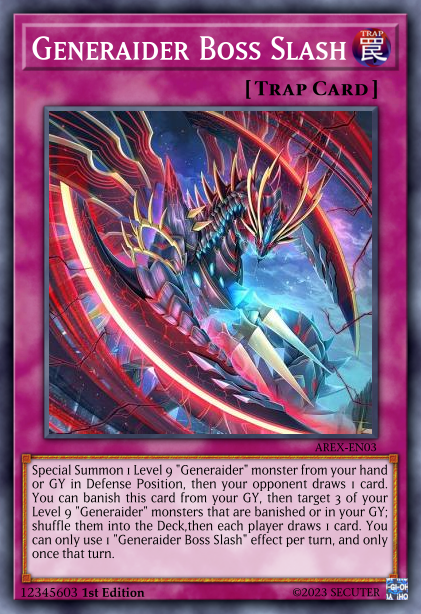 Generaider Boss Slash
TRAP
罠
[Trap Card]
AREX-EN03
Special Summon 1 Level 9 "Generaider" monster from your hand
or GY in Defense Position, then your opponent draws 1 card.
You can banish this card from your GY, then target 3 of your
Level 9 "Generaider" monsters that are banished or in your GY;
shuffle them into the Deck,then each player draws 1 card. You
can only use 1 "Generaider Boss Slash" effect per turn, and only
once that turn.
12345603 1st Edition ©2023 SECUTER